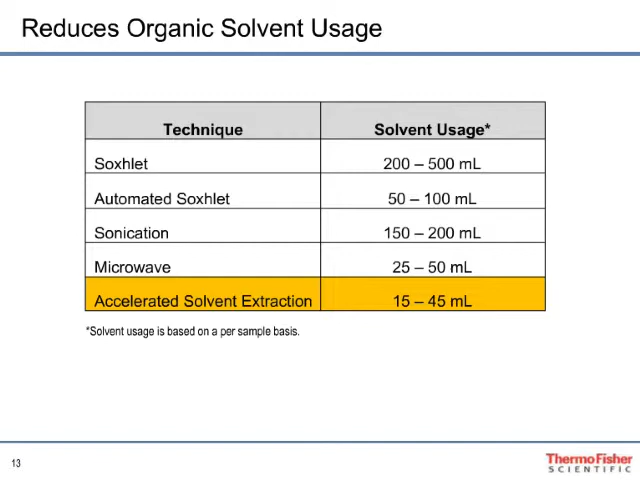 Reduces Organic Solvent Usage
Technique Solvent Usage*
Soxhlet 200 – 500 mL
Automated Soxhlet 50 – 100 mL
Sonication 150 – 200 mL
Microwave 25 – 50 mL
Accelerated Solvent Extraction 15 – 45 mL
*Solvent usage is based on a per sample basis.
13
ThermoFisher
SCIENTIFIC